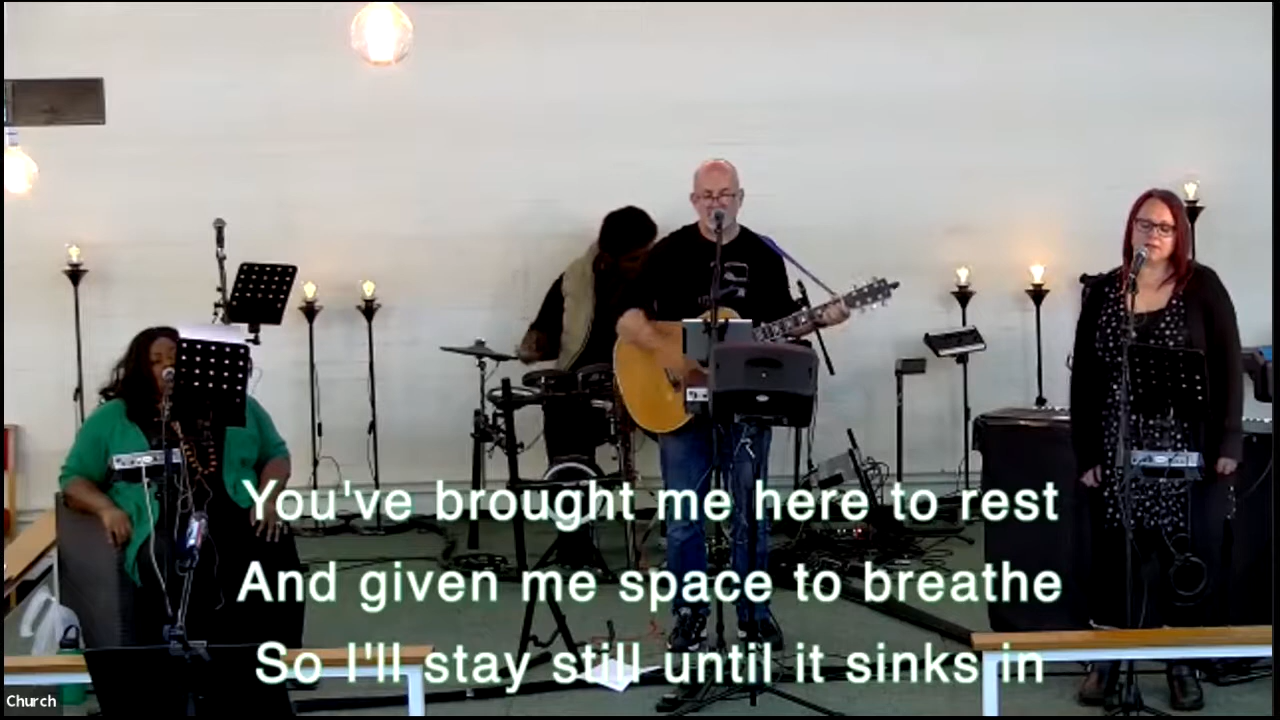 You've brought me here to rest
And given me space to breathe
So I'll stay still until it sinks in
Church